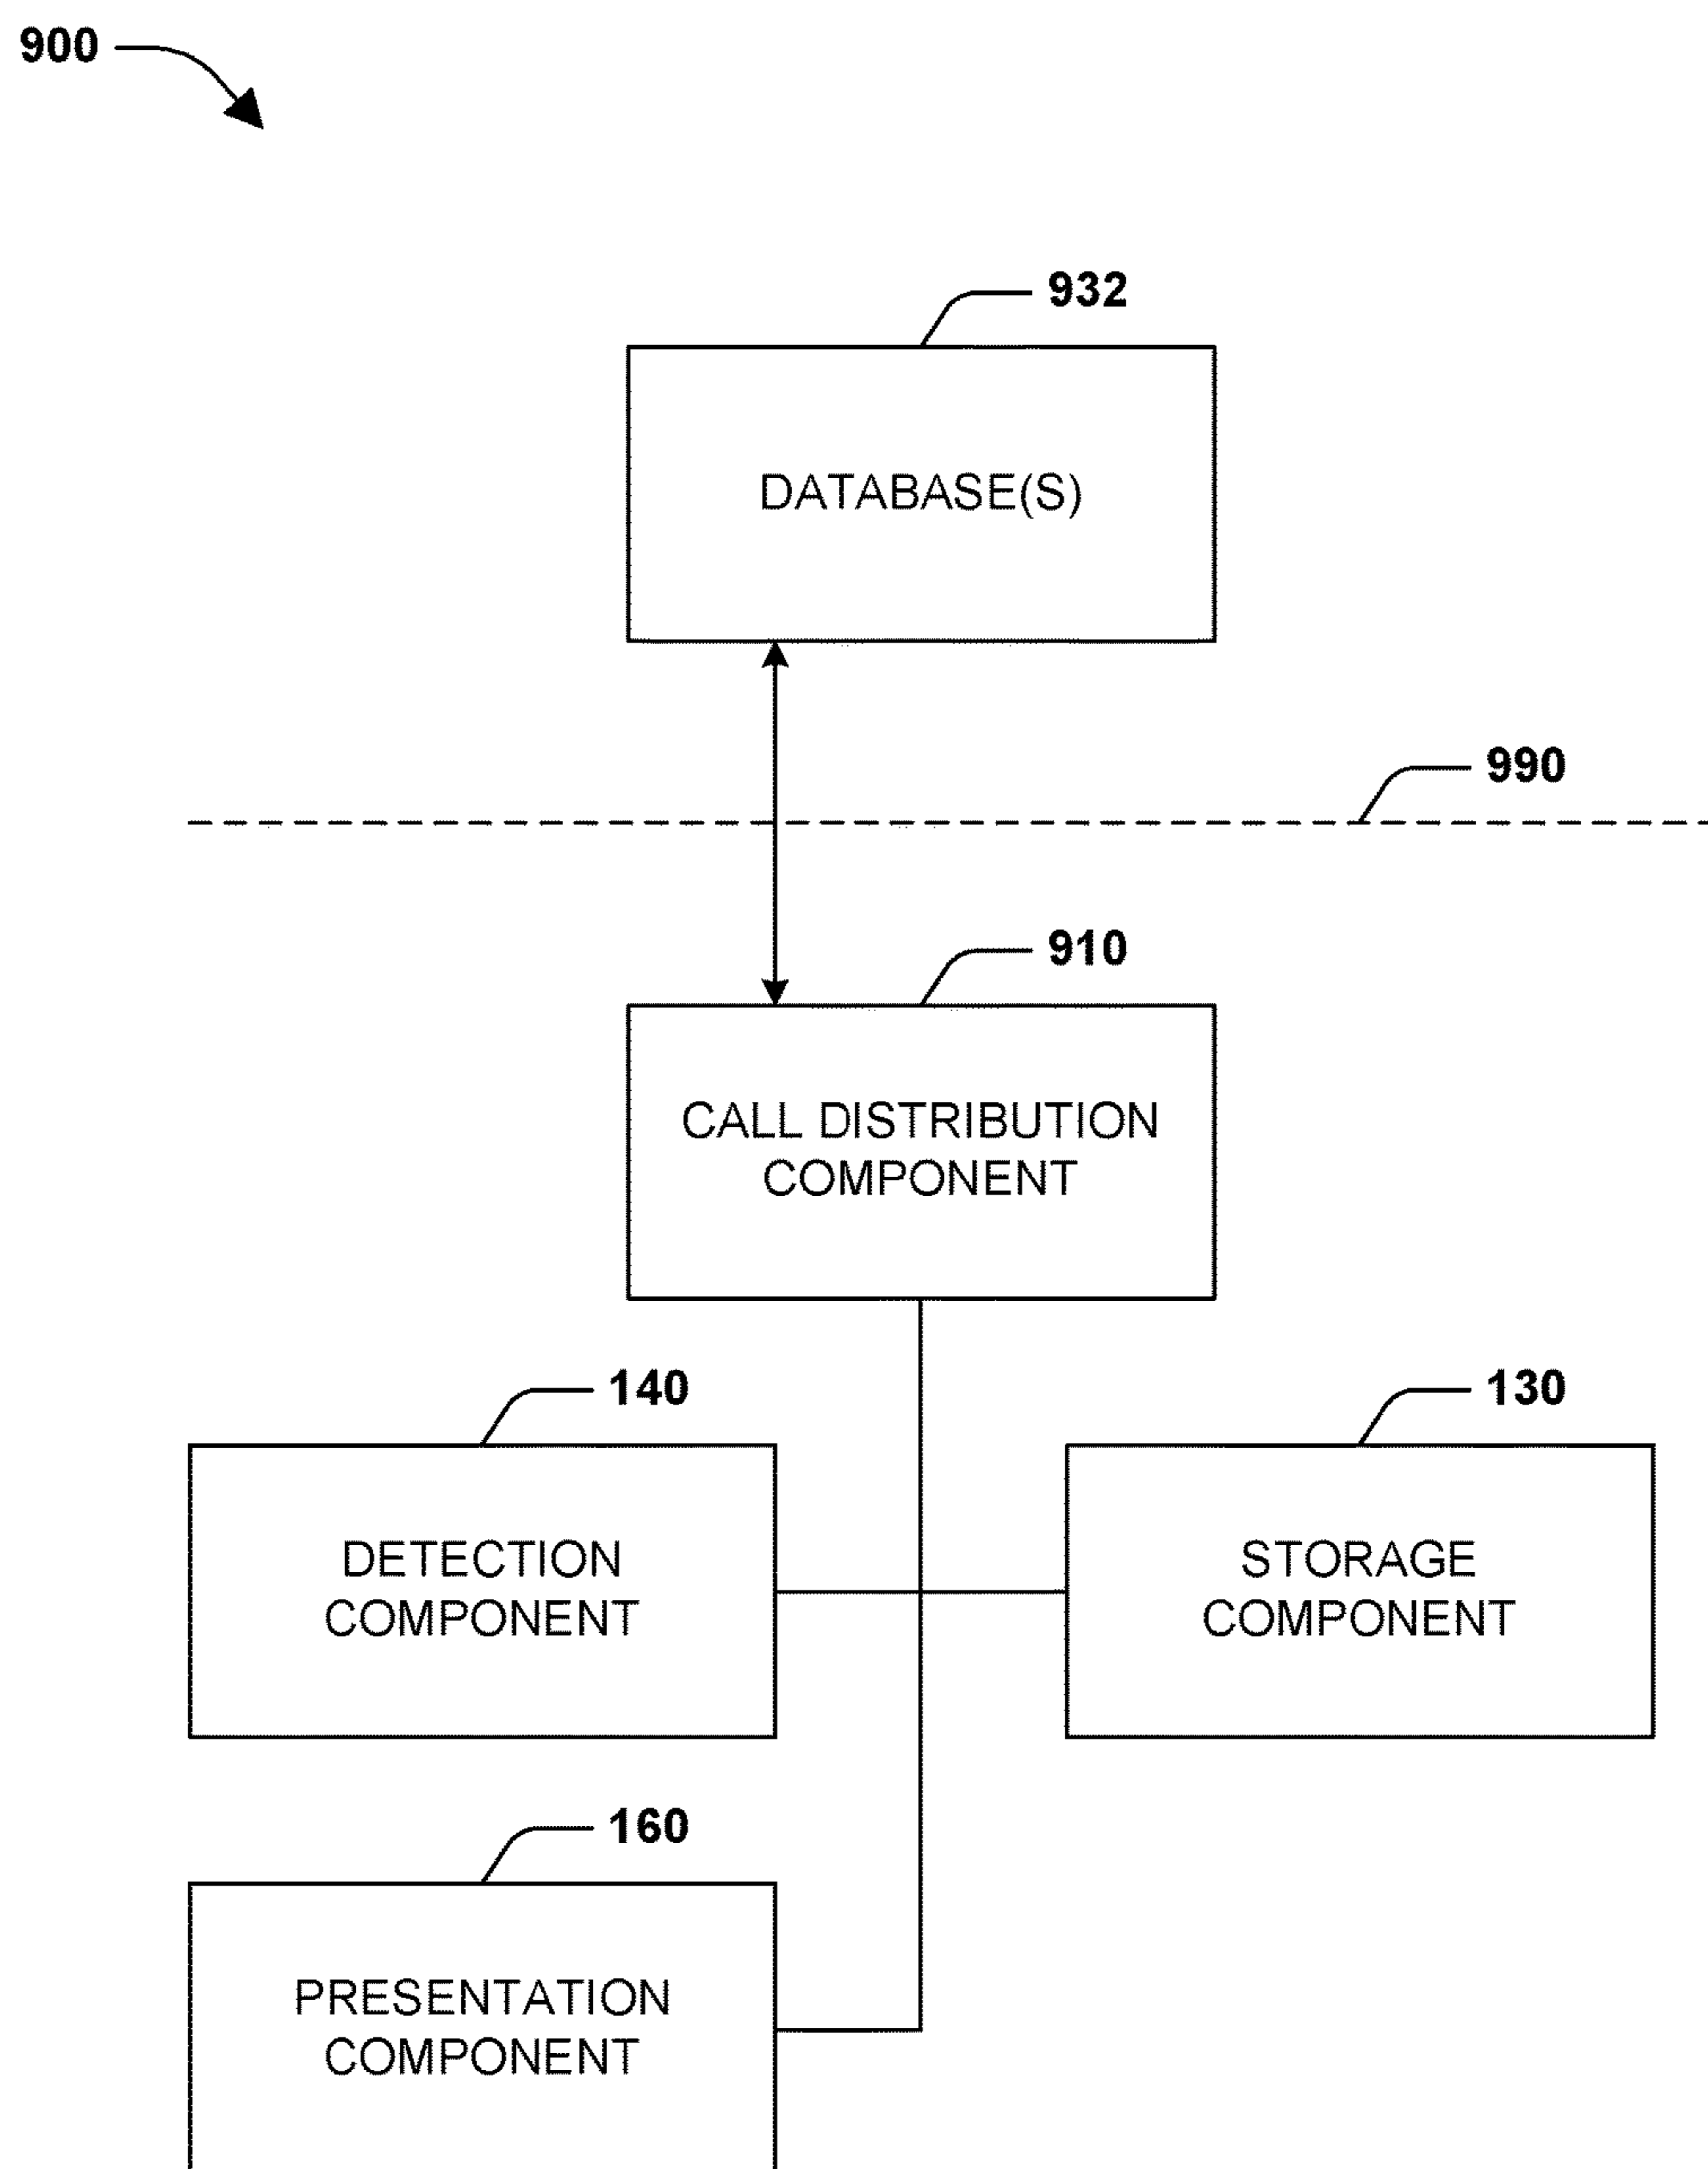 900
932
DATABASE(S)
990
910
CALL DISTRIBUTION
COMPONENT
140
130
DETECTION
COMPONENT
STORAGE
COMPONENT
160
PRESENTATION
COMPONENT